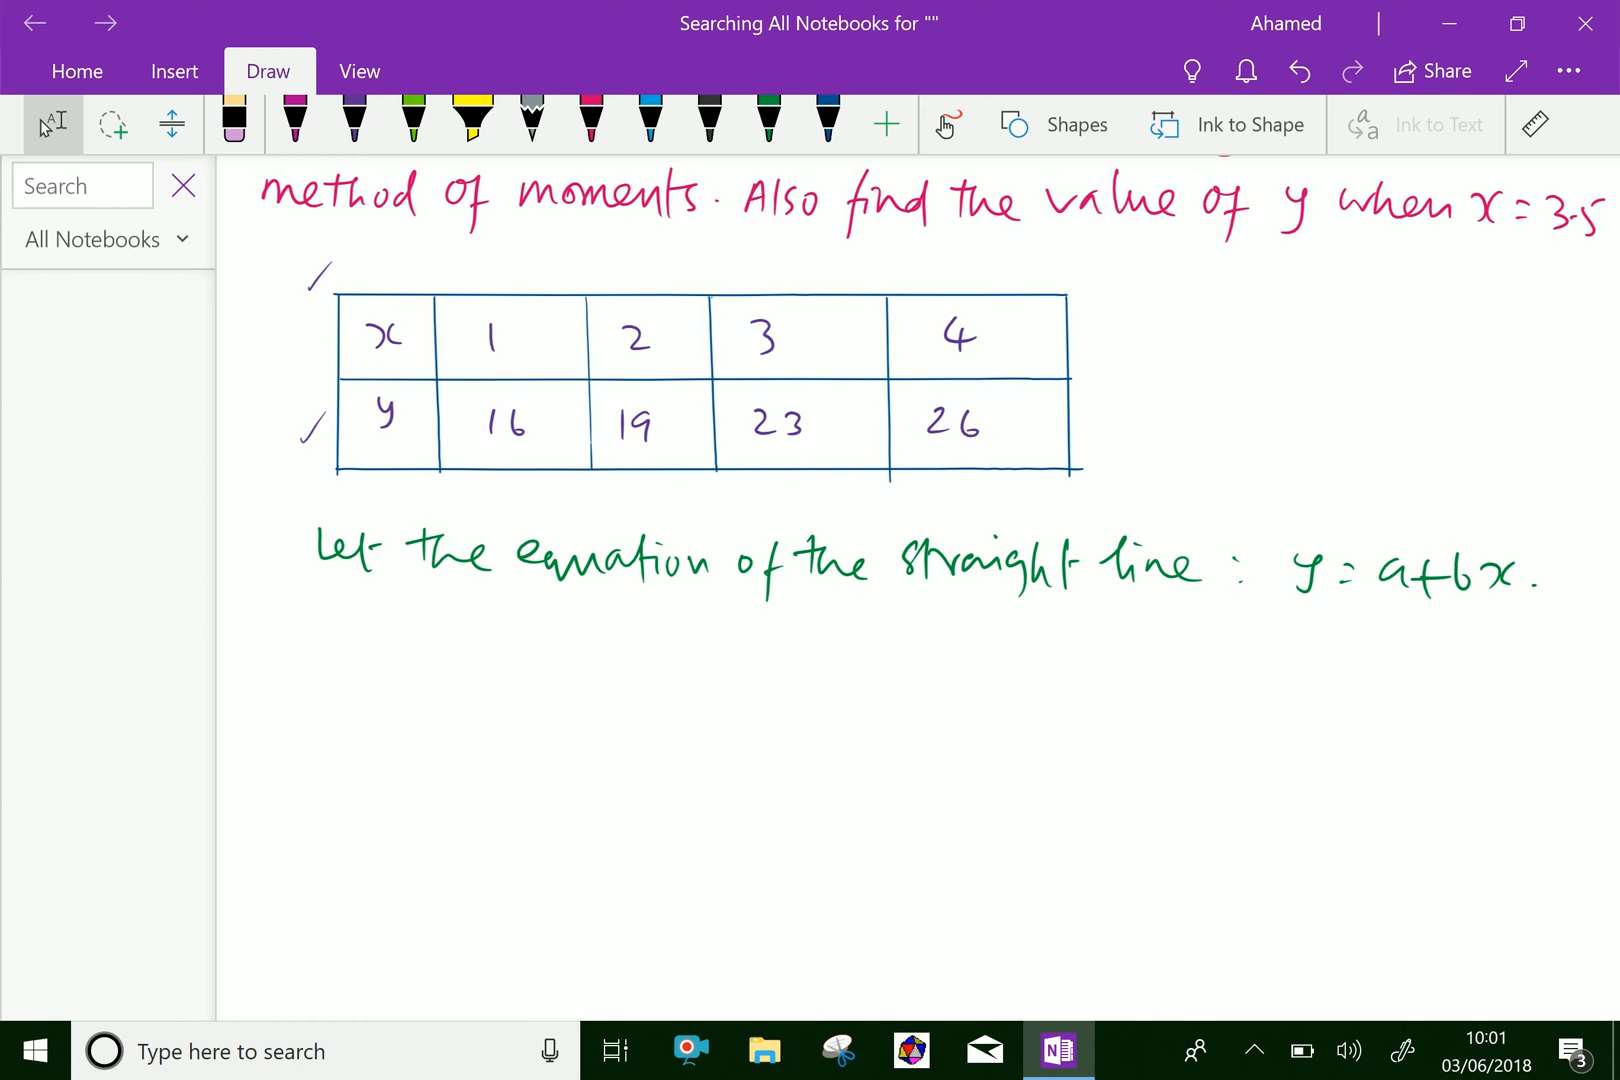 Searching All Notebooks for ""
Ahamed
Home Insert Draw View
Share
Shapes
Ink to Shape
Ink to Text
Search
All Notebooks
method of moments. Also find the value of y when x = 3.5
x 1 2 3 4
y 16 19 23 26
Let the equation of the straight line : y = a+bx.
Type here to search
10:01
03/06/2018
3